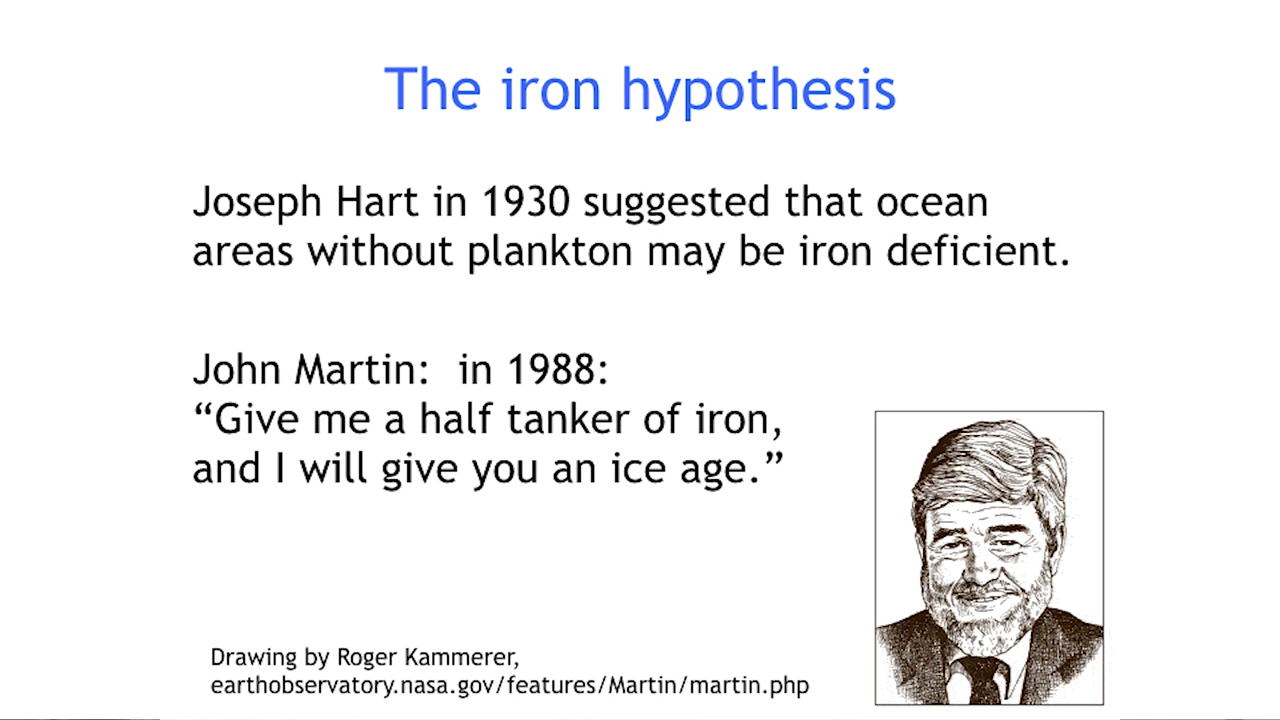 The iron hypothesis
Joseph Hart in 1930 suggested that ocean
areas without plankton may be iron deficient.
John Martin:  in 1988:
“Give me a half tanker of iron,
and I will give you an ice age.”
Drawing by Roger Kammerer,
earthobservatory.nasa.gov/features/Martin/martin.php